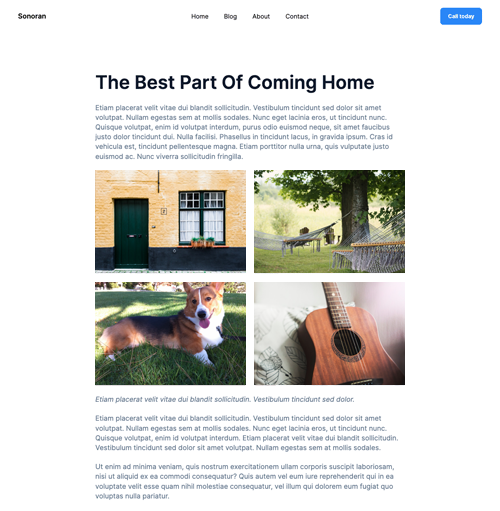 Sonoran
Home Blog About Contact
Call today
The Best Part Of Coming Home
Etiam placerat velit vitae dui blandit sollicitudin. Vestibulum tincidunt sed dolor sit amet
volutpat. Nullam egestas sem at mollis sodales. Nunc eget lacinia eros, ut tincidunt nunc.
Quisque volutpat, enim id volutpat interdum, purus odio euismod neque, sit amet faucibus
justo dolor tincidunt dui. Nulla facilisi. Phasellus in tincidunt lacus, in gravida ipsum. Cras id
vehicula est, tincidunt pellentesque magna. Etiam porttitor nulla urna, quis vulputate justo
euismod ac. Nunc viverra sollicitudin fringilla.
Etiam placerat velit vitae dui blandit sollicitudin. Vestibulum tincidunt sed dolor.
Etiam placerat velit vitae dui blandit sollicitudin. Vestibulum tincidunt sed dolor sit amet
volutpat. Nullam egestas sem at mollis sodales. Nunc eget lacinia eros, ut tincidunt nunc.
Quisque volutpat, enim id volutpat interdum. Etiam placerat velit vitae dui blandit sollicitudin.
Vestibulum tincidunt sed dolor sit amet volutpat. Nullam egestas sem at mollis sodales.
Ut enim ad minima veniam, quis nostrum exercitationem ullam corporis suscipit laboriosam,
nisi ut aliquid ex ea commodi consequatur? Quis autem vel eum iure reprehenderit qui in ea
voluptate velit esse quam nihil molestiae consequatur, vel illum qui dolorem eum fugiat quo
voluptas nulla pariatur.